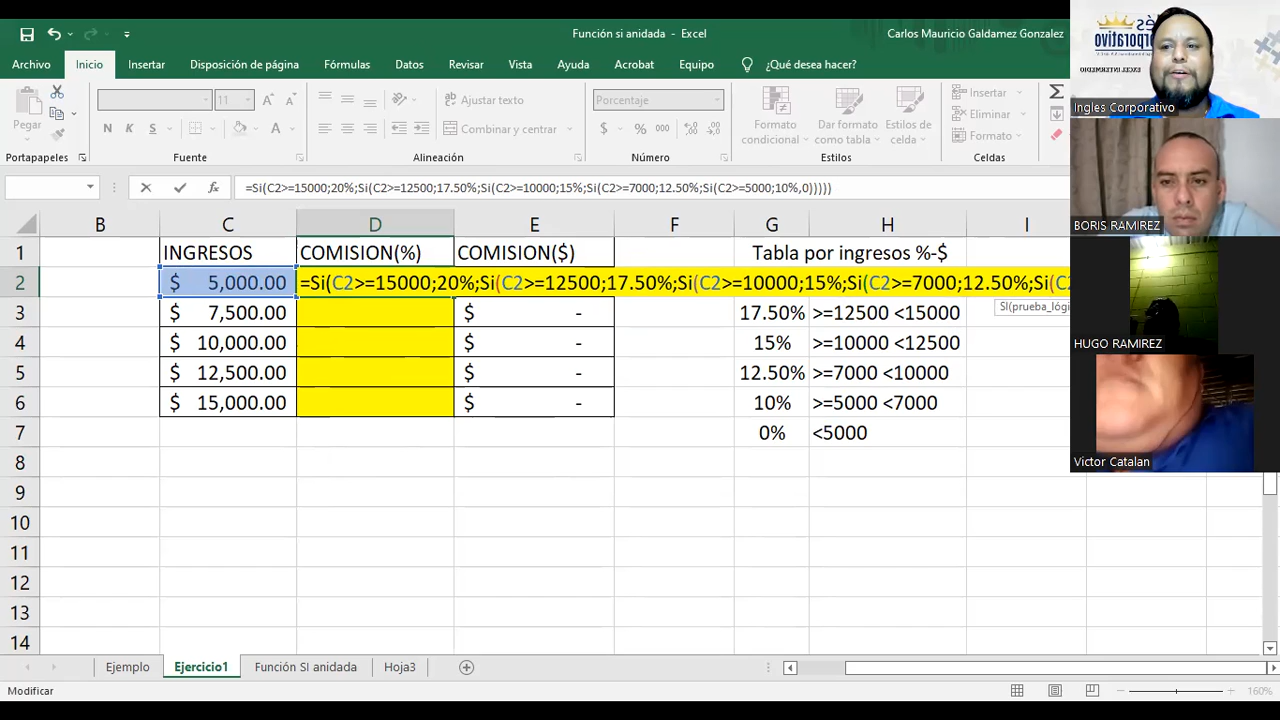 Función si anidada - Excel
Carlos Mauricio Galdamez Gonzalez
Archivo Inicio Insertar Disposición de página Fórmulas Datos Revisar Vista Ayuda Acrobat Equipo ¿Qué desea hacer?
Pegar
11
Ajustar texto
Combinar y centrar
Porcentaje
Formato condicional
Dar formato como tabla
Estilos de celda
Insertar
Eliminar
Formato
Portapapeles Fuente Alineación Número Estilos Celdas
=Si(C2>=15000;20%;Si(C2>=12500;17.50%;Si(C2>=10000;15%;Si(C2>=7000;12.50%;Si(C2>=5000;10%,0)))))
B C D E F G H I
1 INGRESOS COMISION(%) COMISION($) Tabla por ingresos %-$
2 $ 5,000.00 =Si(C2>=15000;20%;Si(C2>=12500;17.50%;Si(C2>=10000;15%;Si(C2>=7000;12.50%;Si(C
SI(prueba_lógi
3 $ 7,500.00 $ - 17.50% >=12500 <15000
4 $ 10,000.00 $ - 15% >=10000 <12500
5 $ 12,500.00 $ - 12.50% >=7000 <10000
6 $ 15,000.00 $ - 10% >=5000 <7000
7 0% <5000
8
9
10
11
12
13
14
Ejemplo Ejercicio1 Función SI anidada Hoja3
Modificar
160%
Ingles Corporativo
BORIS RAMIREZ
HUGO RAMIREZ
Victor Catalan